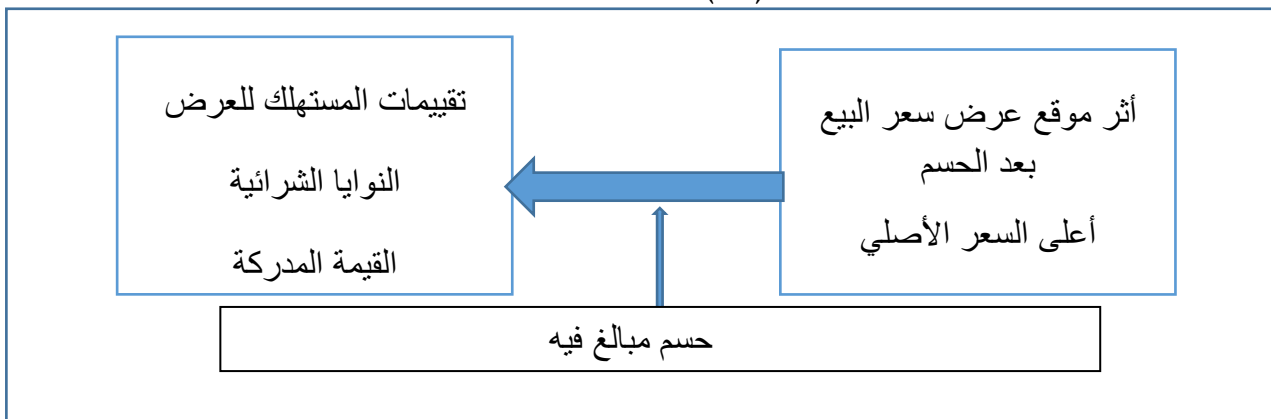 أثر موقع عرض سعر البيع
بعد الحسم
أعلى السعر الأصلي
تقييمات المستهلك للعرض
النوايا الشرائية
القيمة المدركة
حسم مبالغ فيه